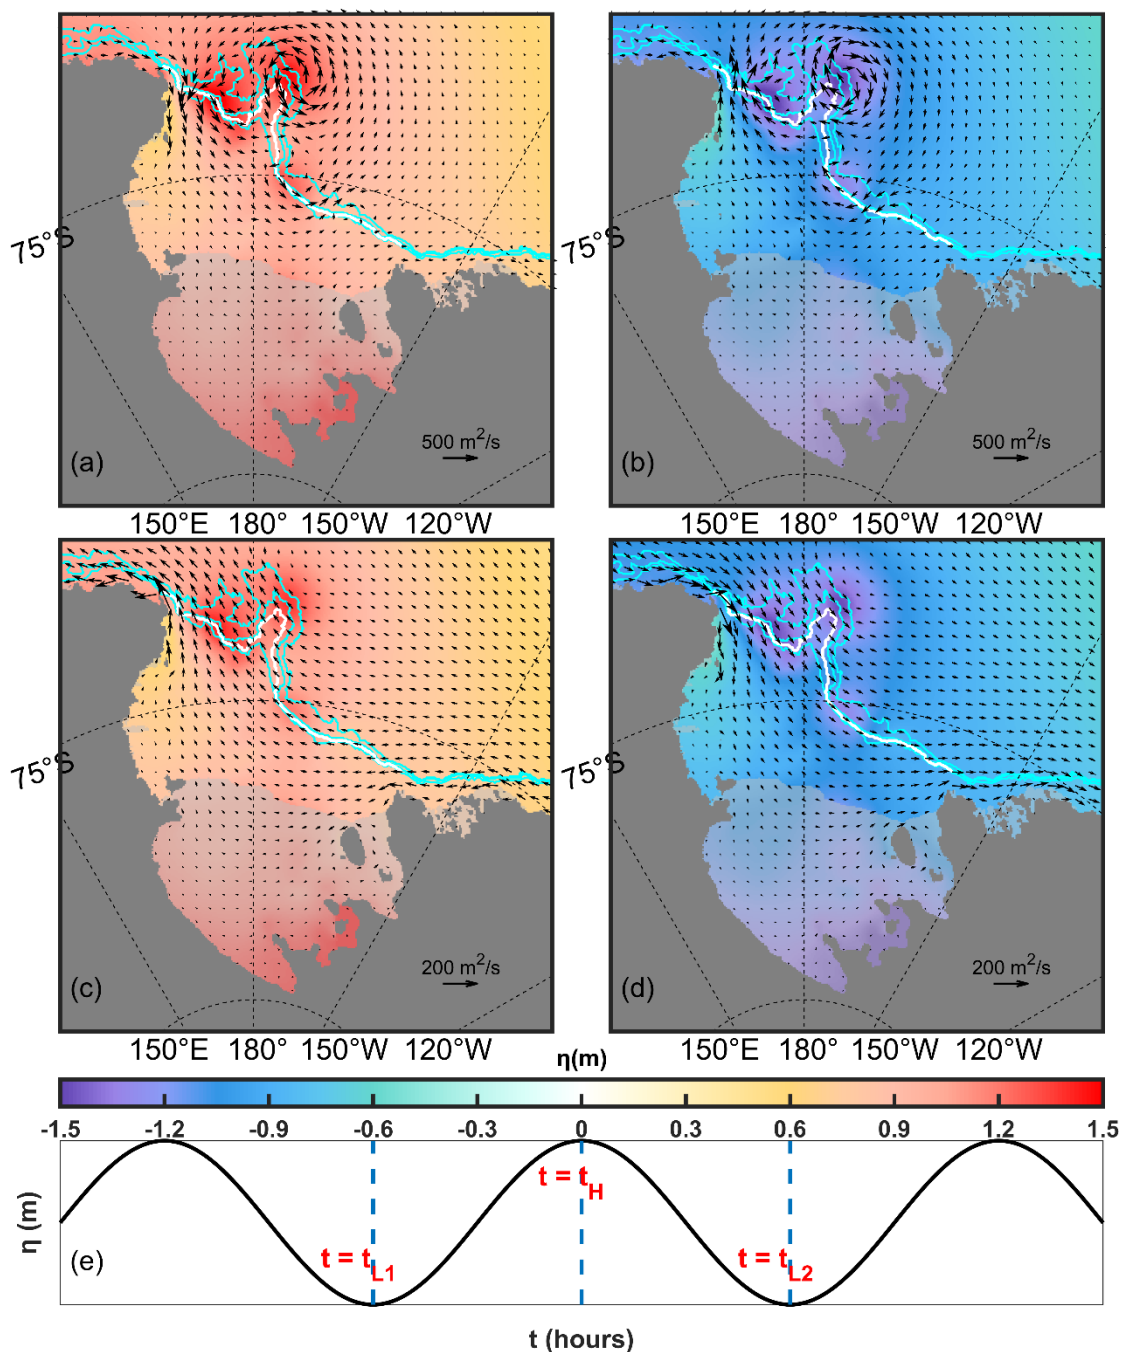 75°S
500 m²/s
(a)
150°E 180° 150°W 120°W
75°S
500 m²/s
(b)
150°E 180° 150°W 120°W
75°S
200 m²/s
(c)
150°E 180° 150°W 120°W
75°S
200 m²/s
(d)
150°E 180° 150°W 120°W
η(m)
-1.5 -1.2 -0.9 -0.6 -0.3 0 0.3 0.6 0.9 1.2 1.5
η (m)
t = t_H
t = t_L1
t = t_L2
(e)
t (hours)